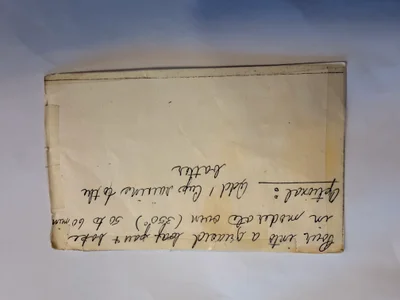 Pour into a greased loaf pan & bake
in moderate oven (350°) 50 to 60 min
Optional: Add 1 Cup raisins to the
batter